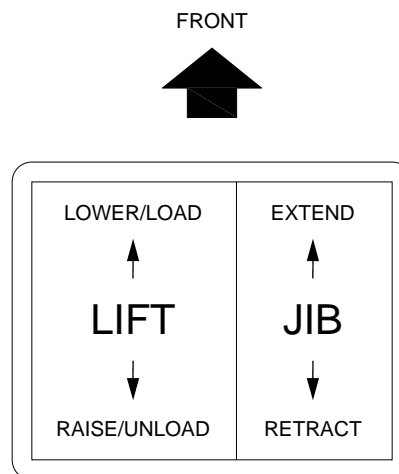 FRONT
LOWER/LOAD
EXTEND
LIFT
JIB
RAISE/UNLOAD
RETRACT